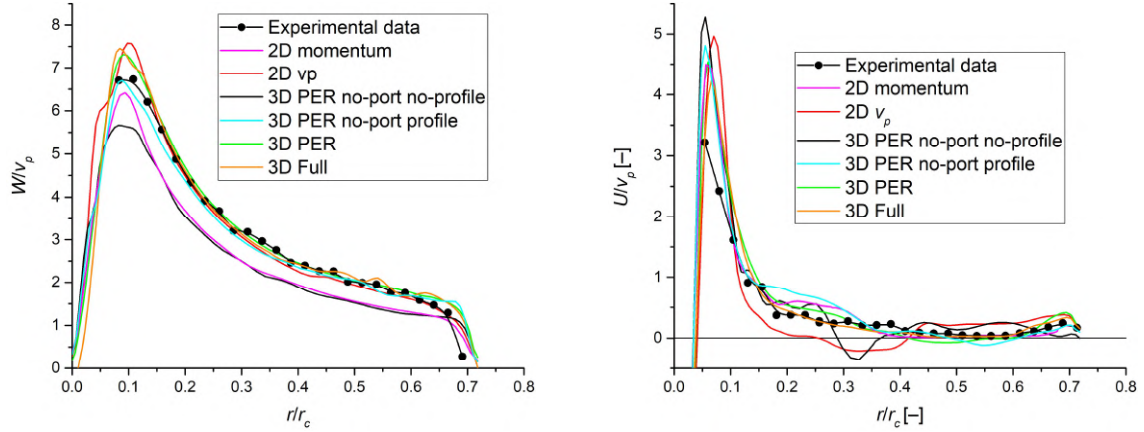 8
7
6
5
4
3
2
1
0
W/vp
Experimental data
2D momentum
2D vp
3D PER no-port no-profile
3D PER no-port profile
3D PER
3D Full
0.0 0.1 0.2 0.3 0.4 0.5 0.6 0.7 0.8
r/rc
5
4
3
2
1
0
U/vp [–]
Experimental data
2D momentum
2D vp
3D PER no-port no-profile
3D PER no-port profile
3D PER
3D Full
0.0 0.1 0.2 0.3 0.4 0.5 0.6 0.7 0.8
r/rc [–]